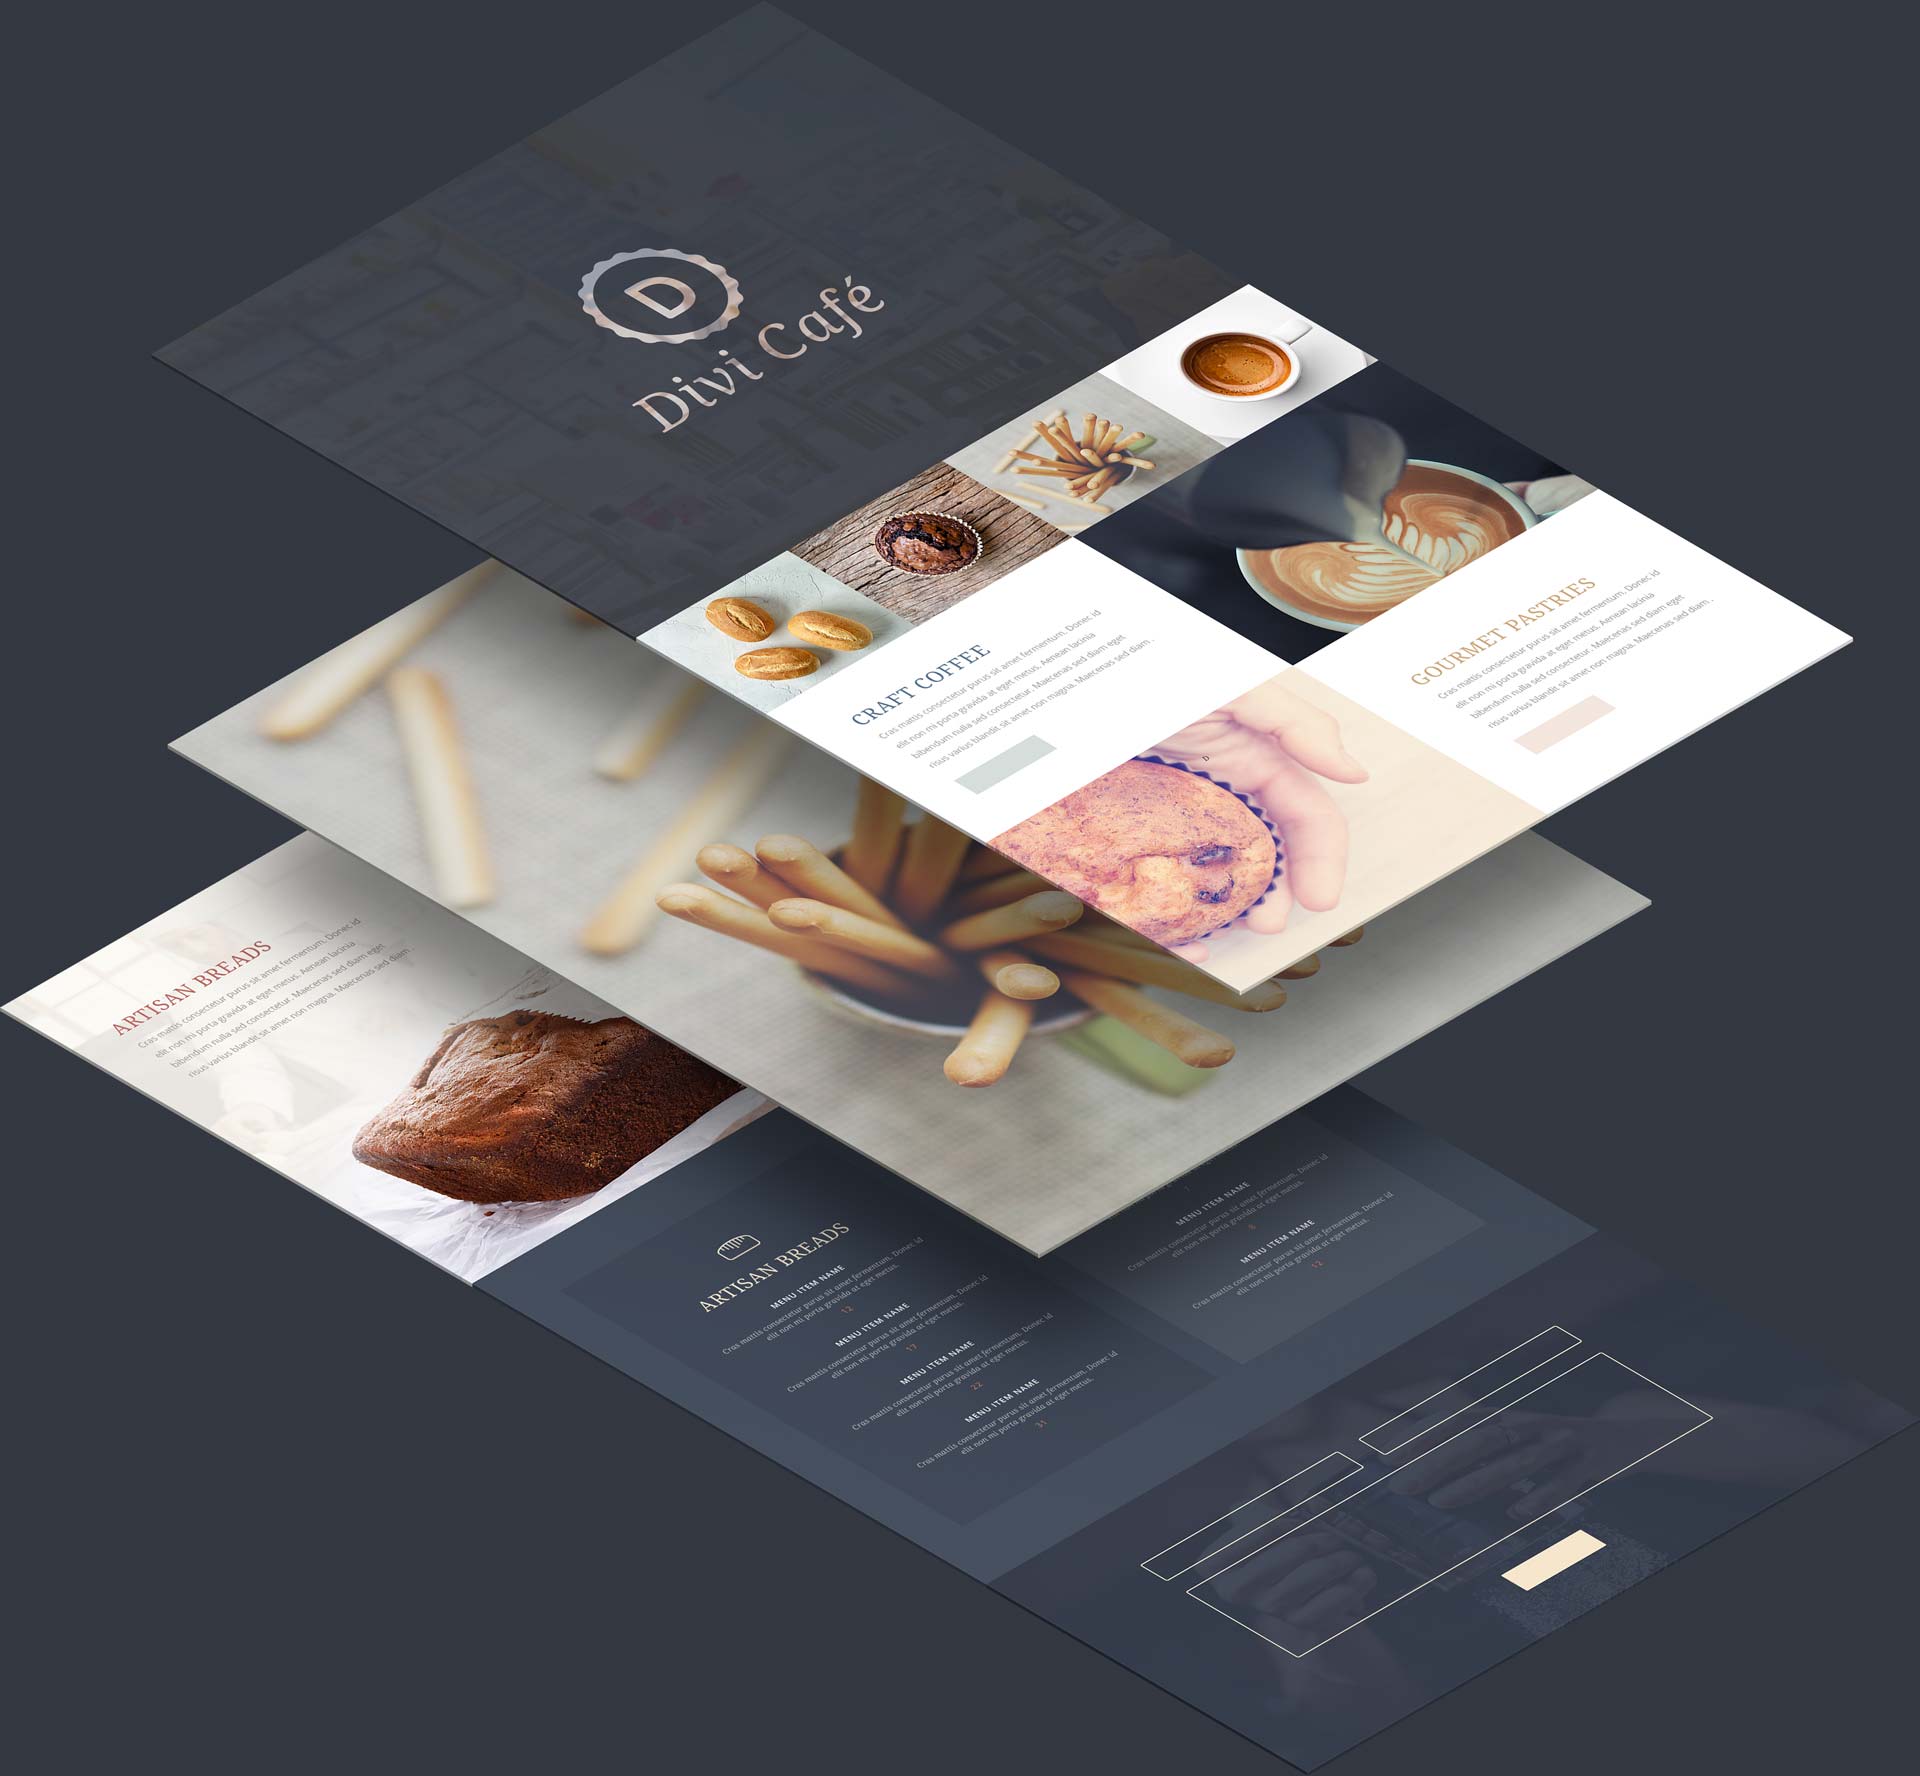 D
Divi Café
CRAFT COFFEE
Cras mattis consectetur purus sit amet fermentum. Donec id
elit non mi porta gravida at eget metus. Aenean lacinia
bibendum nulla sed consectetur. Maecenas sed diam eget
risus varius blandit sit amet non magna. Maecenas sed diam.
GOURMET PASTRIES
Cras mattis consectetur purus sit amet fermentum. Donec id
elit non mi porta gravida at eget metus. Aenean lacinia
bibendum nulla sed consectetur. Maecenas sed diam eget
risus varius blandit sit amet non magna. Maecenas sed diam.
D
ARTISAN BREADS
Cras mattis consectetur purus sit amet fermentum. Donec id
elit non mi porta gravida at eget metus. Aenean lacinia
bibendum nulla sed consectetur. Maecenas sed diam eget
risus varius blandit sit amet non magna. Maecenas sed diam
ARTISAN BREADS
MENU ITEM NAME
Cras mattis consectetur purus sit amet fermentum. Donec id
elit non mi porta gravida at eget metus.
12
MENU ITEM NAME
Cras mattis consectetur purus sit amet fermentum. Donec id
elit non mi porta gravida at eget metus.
17
MENU ITEM NAME
Cras mattis consectetur purus sit amet fermentum. Donec id
elit non mi porta gravida at eget metus.
22
MENU ITEM NAME
Cras mattis consectetur purus sit amet fermentum. Donec id
elit non mi porta gravida at eget metus.
31
MENU ITEM NAME
Cras mattis consectetur purus sit amet fermentum. Donec id
elit non mi porta gravida at eget metus.
8
MENU ITEM NAME
Cras mattis consectetur purus sit amet fermentum. Donec id
elit non mi porta gravida at eget metus.
12